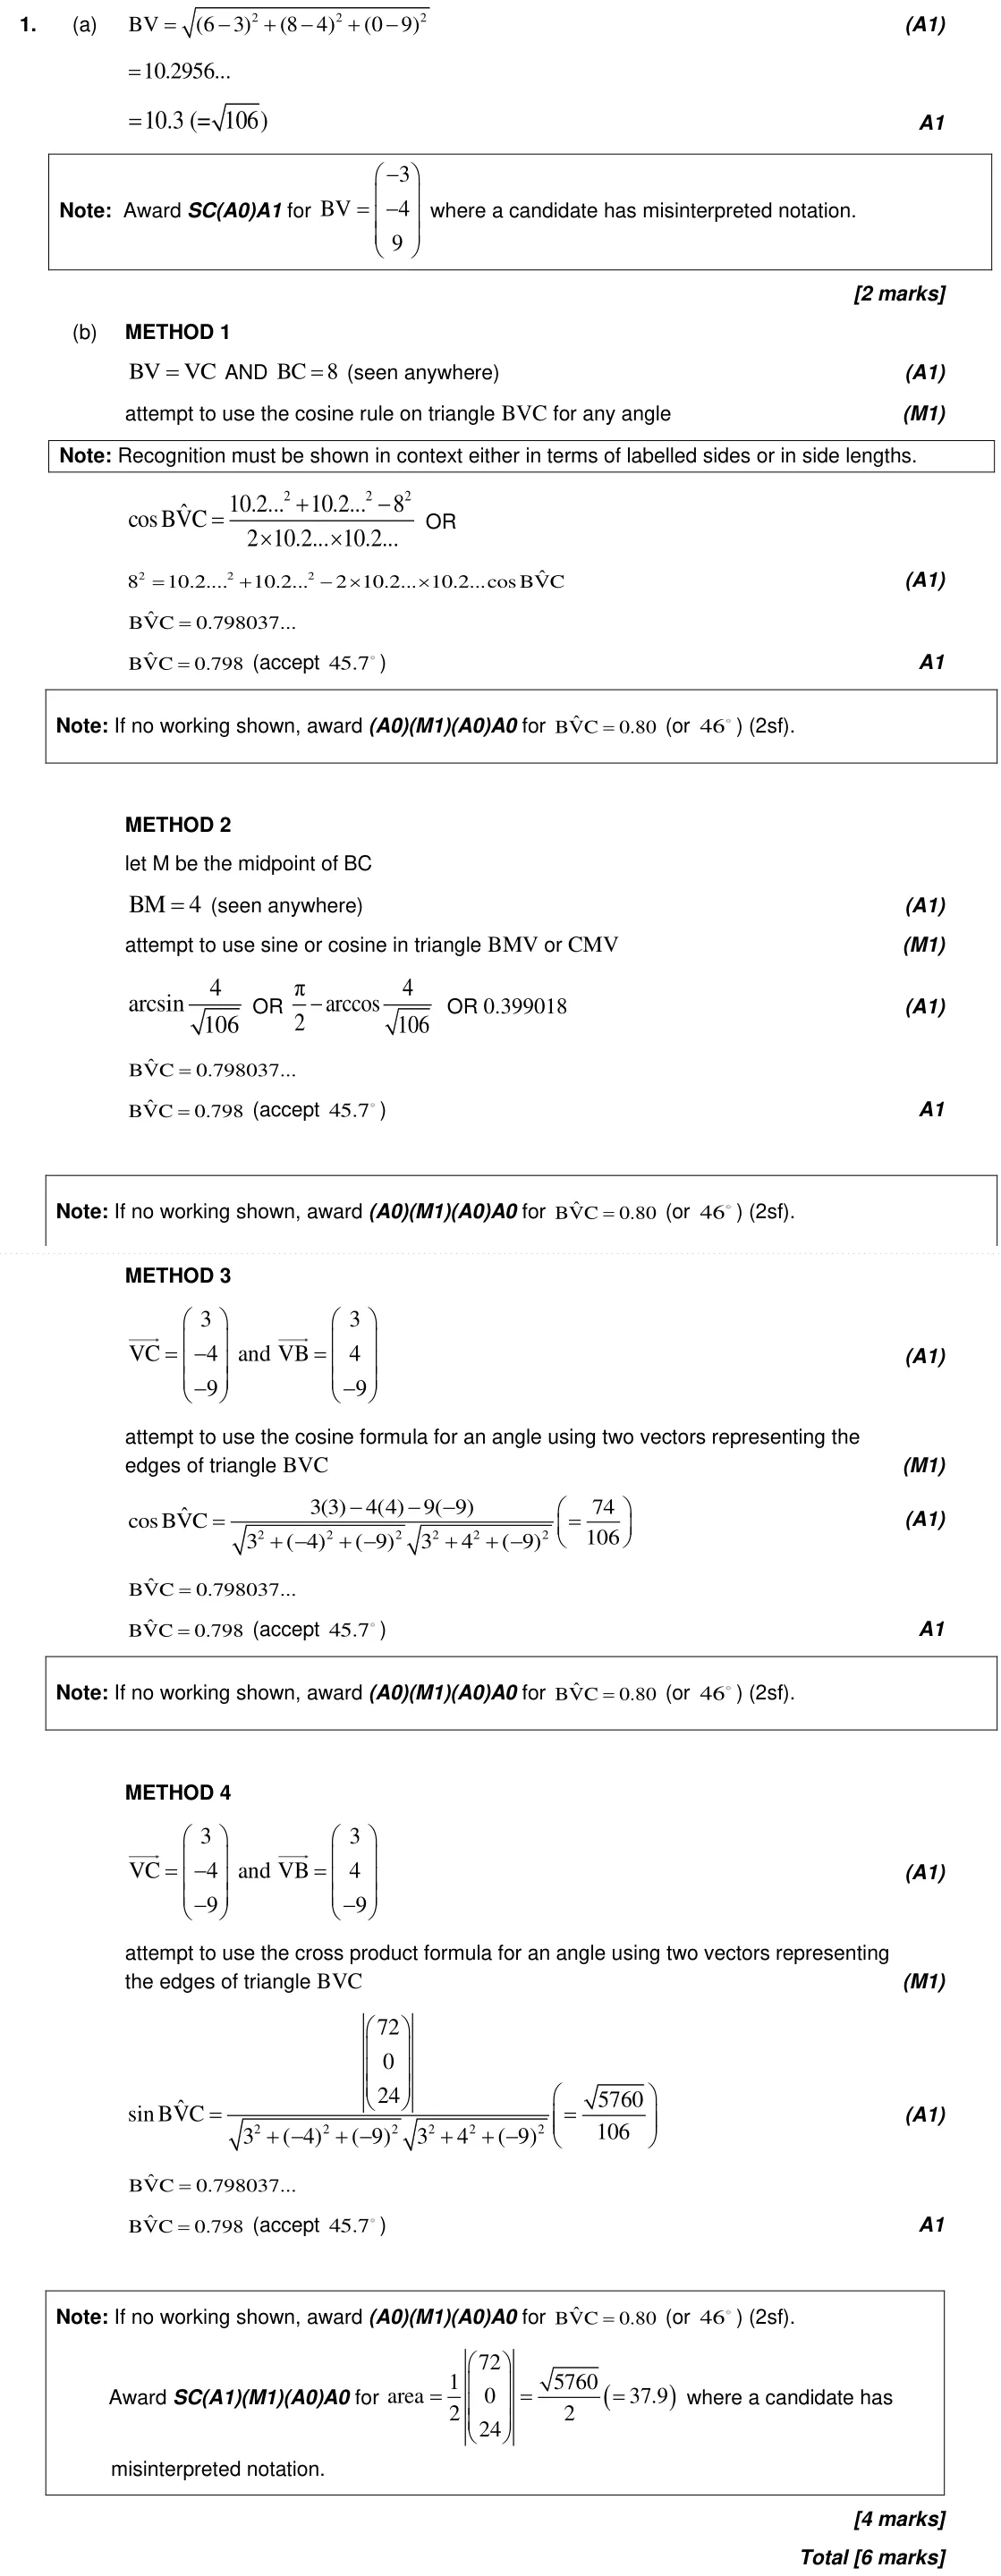 1. (a) BV = √((6−3)² + (8−4)² + (0−9)²) (A1)
= 10.2956...
= 10.3 (=√106) A1
Note: Award SC(A0)A1 for BV = (−3 −4 9) where a candidate has misinterpreted notation.
[2 marks]
(b) METHOD 1
BV = VC AND BC = 8 (seen anywhere) (A1)
attempt to use the cosine rule on triangle BVC for any angle (M1)
Note: Recognition must be shown in context either in terms of labelled sides or in side lengths.
cos BV̂C = (10.2...² + 10.2...² − 8²)/(2×10.2...×10.2...) OR
8² = 10.2....² + 10.2...² − 2×10.2...×10.2...cos BV̂C (A1)
BV̂C = 0.798037...
BV̂C = 0.798 (accept 45.7°) A1
Note: If no working shown, award (A0)(M1)(A0)A0 for BV̂C = 0.80 (or 46°) (2sf).
METHOD 2
let M be the midpoint of BC
BM = 4 (seen anywhere) (A1)
attempt to use sine or cosine in triangle BMV or CMV (M1)
arcsin 4/√106 OR π/2 − arccos 4/√106 OR 0.399018 (A1)
BV̂C = 0.798037...
BV̂C = 0.798 (accept 45.7°) A1
Note: If no working shown, award (A0)(M1)(A0)A0 for BV̂C = 0.80 (or 46°) (2sf).
METHOD 3
VC→ = (3 −4 −9) and VB→ = (3 4 −9) (A1)
attempt to use the cosine formula for an angle using two vectors representing the
edges of triangle BVC (M1)
cos BV̂C = (3(3) − 4(4) − 9(−9))/(√(3² + (−4)² + (−9)²) √(3² + 4² + (−9)²)) (= 74/106) (A1)
BV̂C = 0.798037...
BV̂C = 0.798 (accept 45.7°) A1
Note: If no working shown, award (A0)(M1)(A0)A0 for BV̂C = 0.80 (or 46°) (2sf).
METHOD 4
VC→ = (3 −4 −9) and VB→ = (3 4 −9) (A1)
attempt to use the cross product formula for an angle using two vectors representing
the edges of triangle BVC (M1)
sin BV̂C = |(72 0 24)|/(√(3² + (−4)² + (−9)²) √(3² + 4² + (−9)²)) (= √5760/106) (A1)
BV̂C = 0.798037...
BV̂C = 0.798 (accept 45.7°) A1
Note: If no working shown, award (A0)(M1)(A0)A0 for BV̂C = 0.80 (or 46°) (2sf).
Award SC(A1)(M1)(A0)A0 for area = 1/2 |(72 0 24)| = √5760/2 (= 37.9) where a candidate has
misinterpreted notation.
[4 marks]
Total [6 marks]